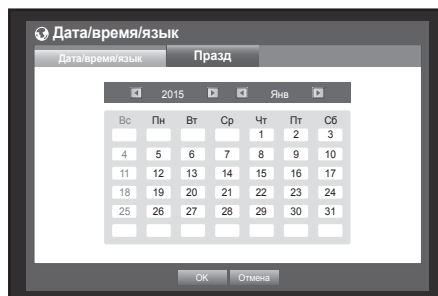 Дата/время/язык
Дата/время/язык Празд
2015 Янв
Вс Пн Вт Ср Чт Пт Сб
1 2 3
4 5 6 7 8 9 10
11 12 13 14 15 16 17
18 19 20 21 22 23 24
25 26 27 28 29 30 31
OK Отмена